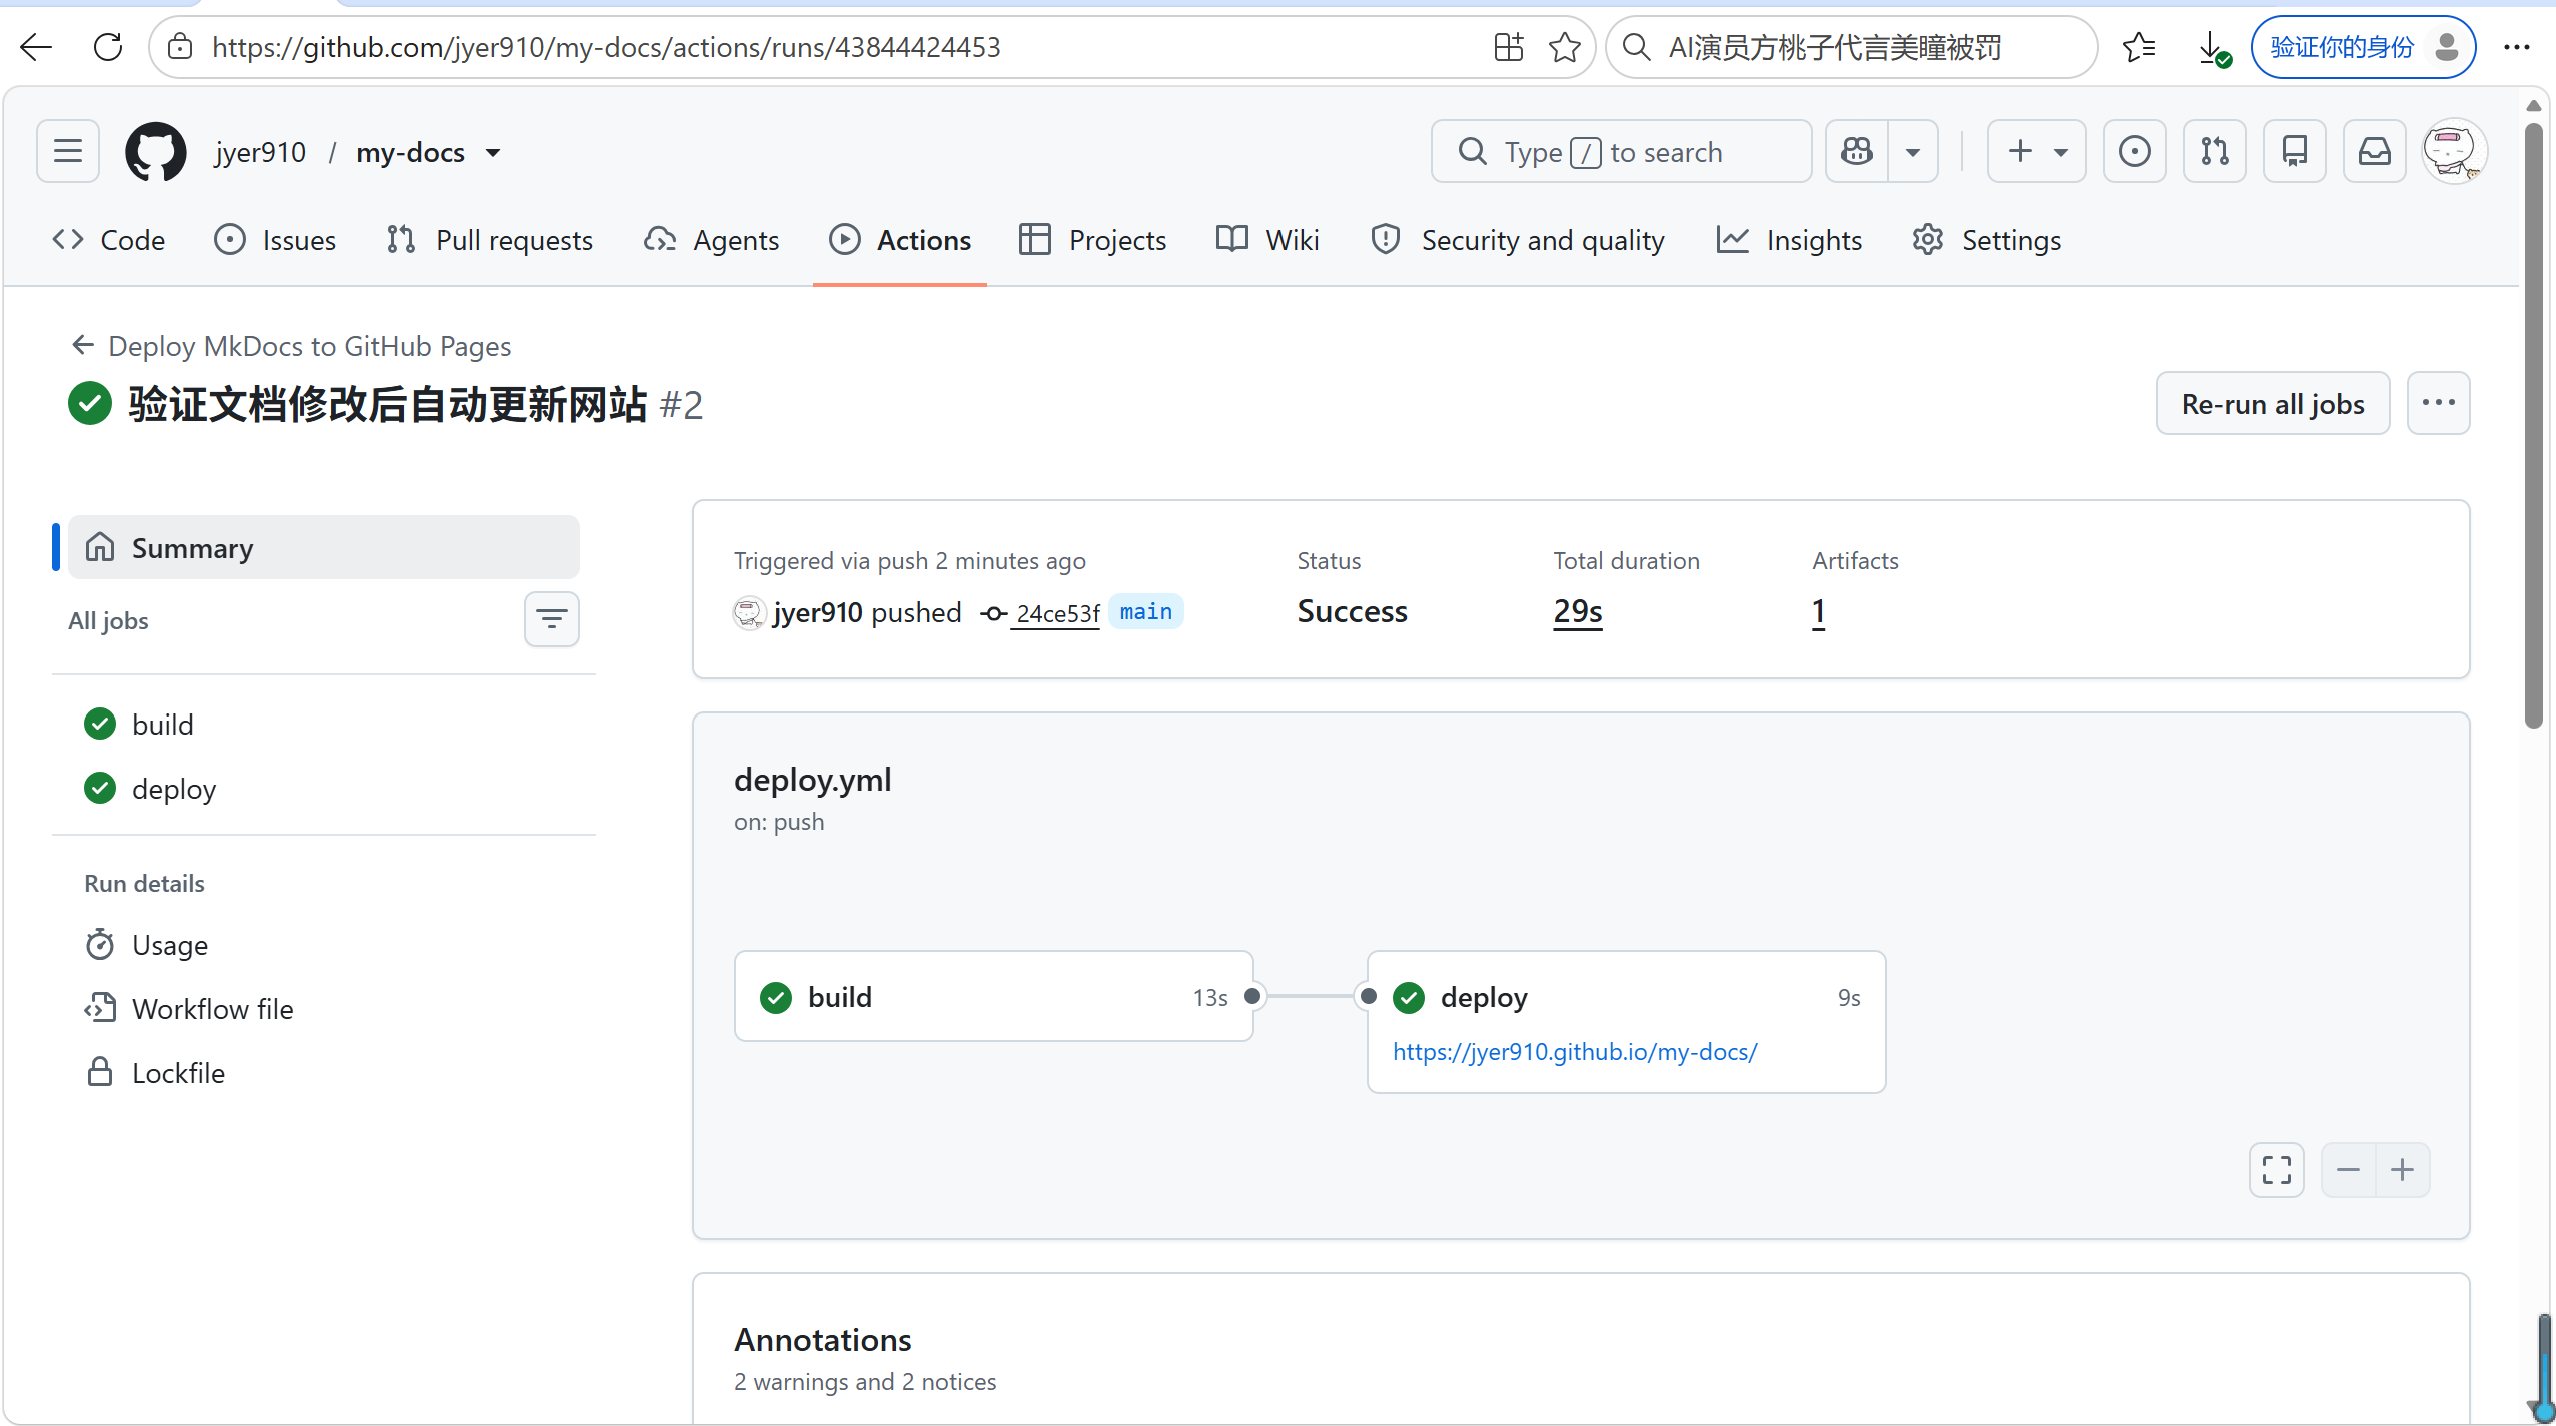 https://github.com/jyer910/my-docs/actions/runs/43844424453
AI演员方桃子代言美瞳被罚
验证你的身份
jyer910 / my-docs
Type / to search
Code
Issues
Pull requests
Agents
Actions
Projects
Wiki
Security and quality
Insights
Settings
Deploy MkDocs to GitHub Pages
验证文档修改后自动更新网站 #2
Re-run all jobs
Summary
All jobs
build
deploy
Run details
Usage
Workflow file
Lockfile
Triggered via push 2 minutes ago
jyer910 pushed 24ce53f main
Status
Success
Total duration
29s
Artifacts
1
deploy.yml
on: push
build 13s
deploy 9s
https://jyer910.github.io/my-docs/
Annotations
2 warnings and 2 notices